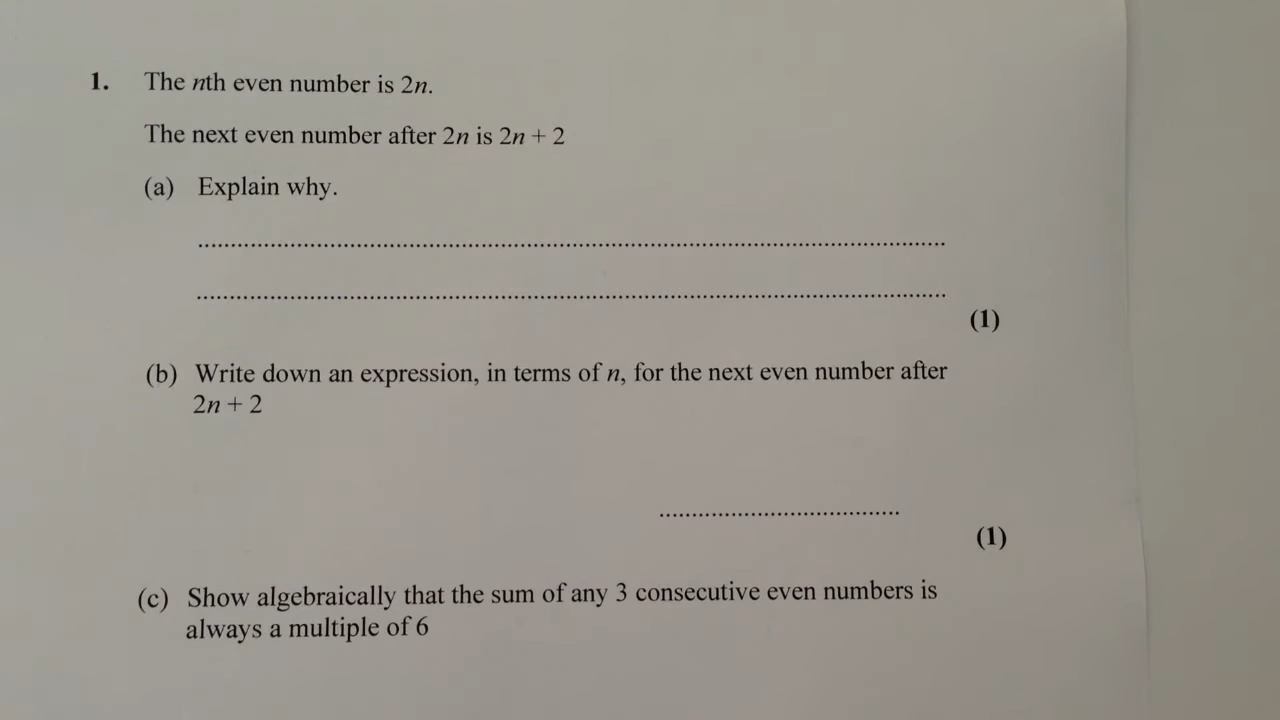 1. The nth even number is 2n.
The next even number after 2n is 2n + 2
(a) Explain why.
................................................................................
................................................................................
(1)
(b) Write down an expression, in terms of n, for the next even number after
2n + 2
.....................................
(1)
(c) Show algebraically that the sum of any 3 consecutive even numbers is
always a multiple of 6